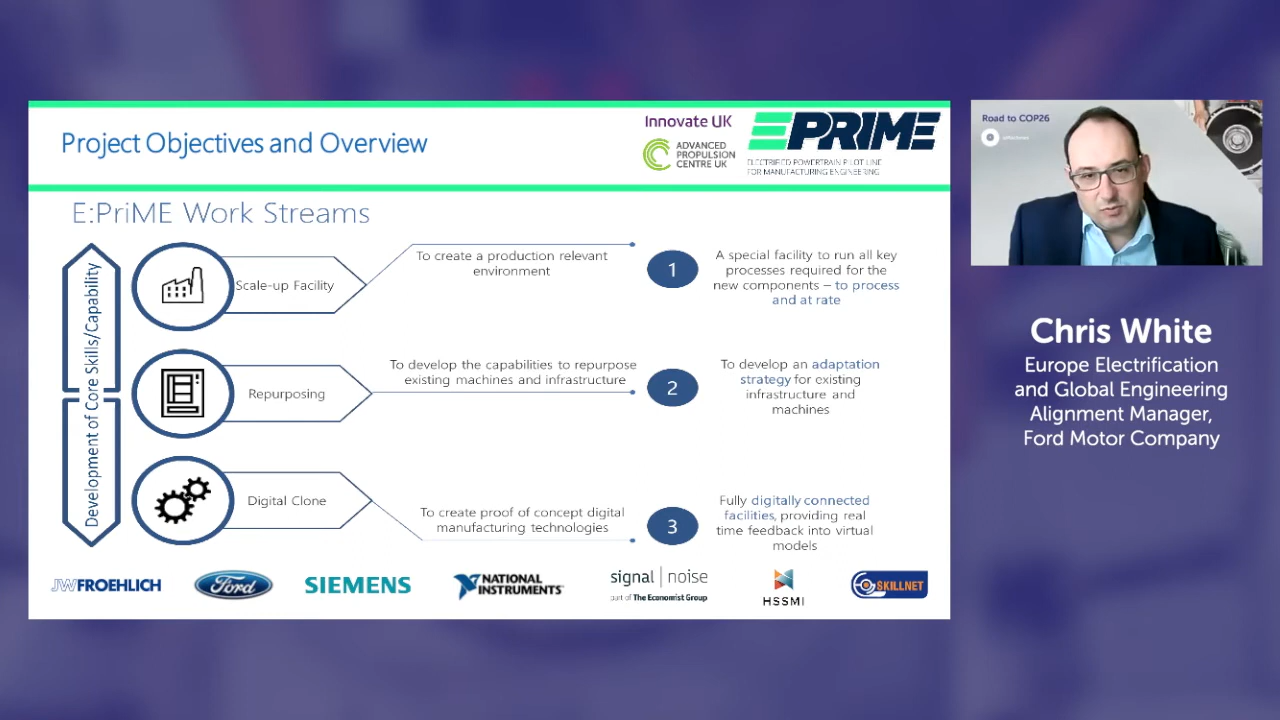 Project Objectives and Overview
Innovate UK
ADVANCED
PROPULSION
CENTRE UK
EPRIME
ELECTRIFIED POWERTRAIN PILOT LINE
FOR MANUFACTURING ENGINEERING
E:PriME Work Streams
Development of Core Skills/Capability
Scale-up Facility
To create a production relevant
environment
1
A special facility to run all key
processes required for the
new components – to process
and at rate
Repurposing
To develop the capabilities to repurpose
existing machines and infrastructure
2
To develop an adaptation
strategy for existing
infrastructure and
machines
Digital Clone
To create proof of concept digital
manufacturing technologies
3
Fully digitally connected
facilities, providing real
time feedback into virtual
models
JWFROEHLICH
Ford
SIEMENS
NATIONAL
INSTRUMENTS
signal noise
part of The Economist Group
HSSMI
SKILLNET
Road to COP26
Chris White
Europe Electrification
and Global Engineering
Alignment Manager,
Ford Motor Company